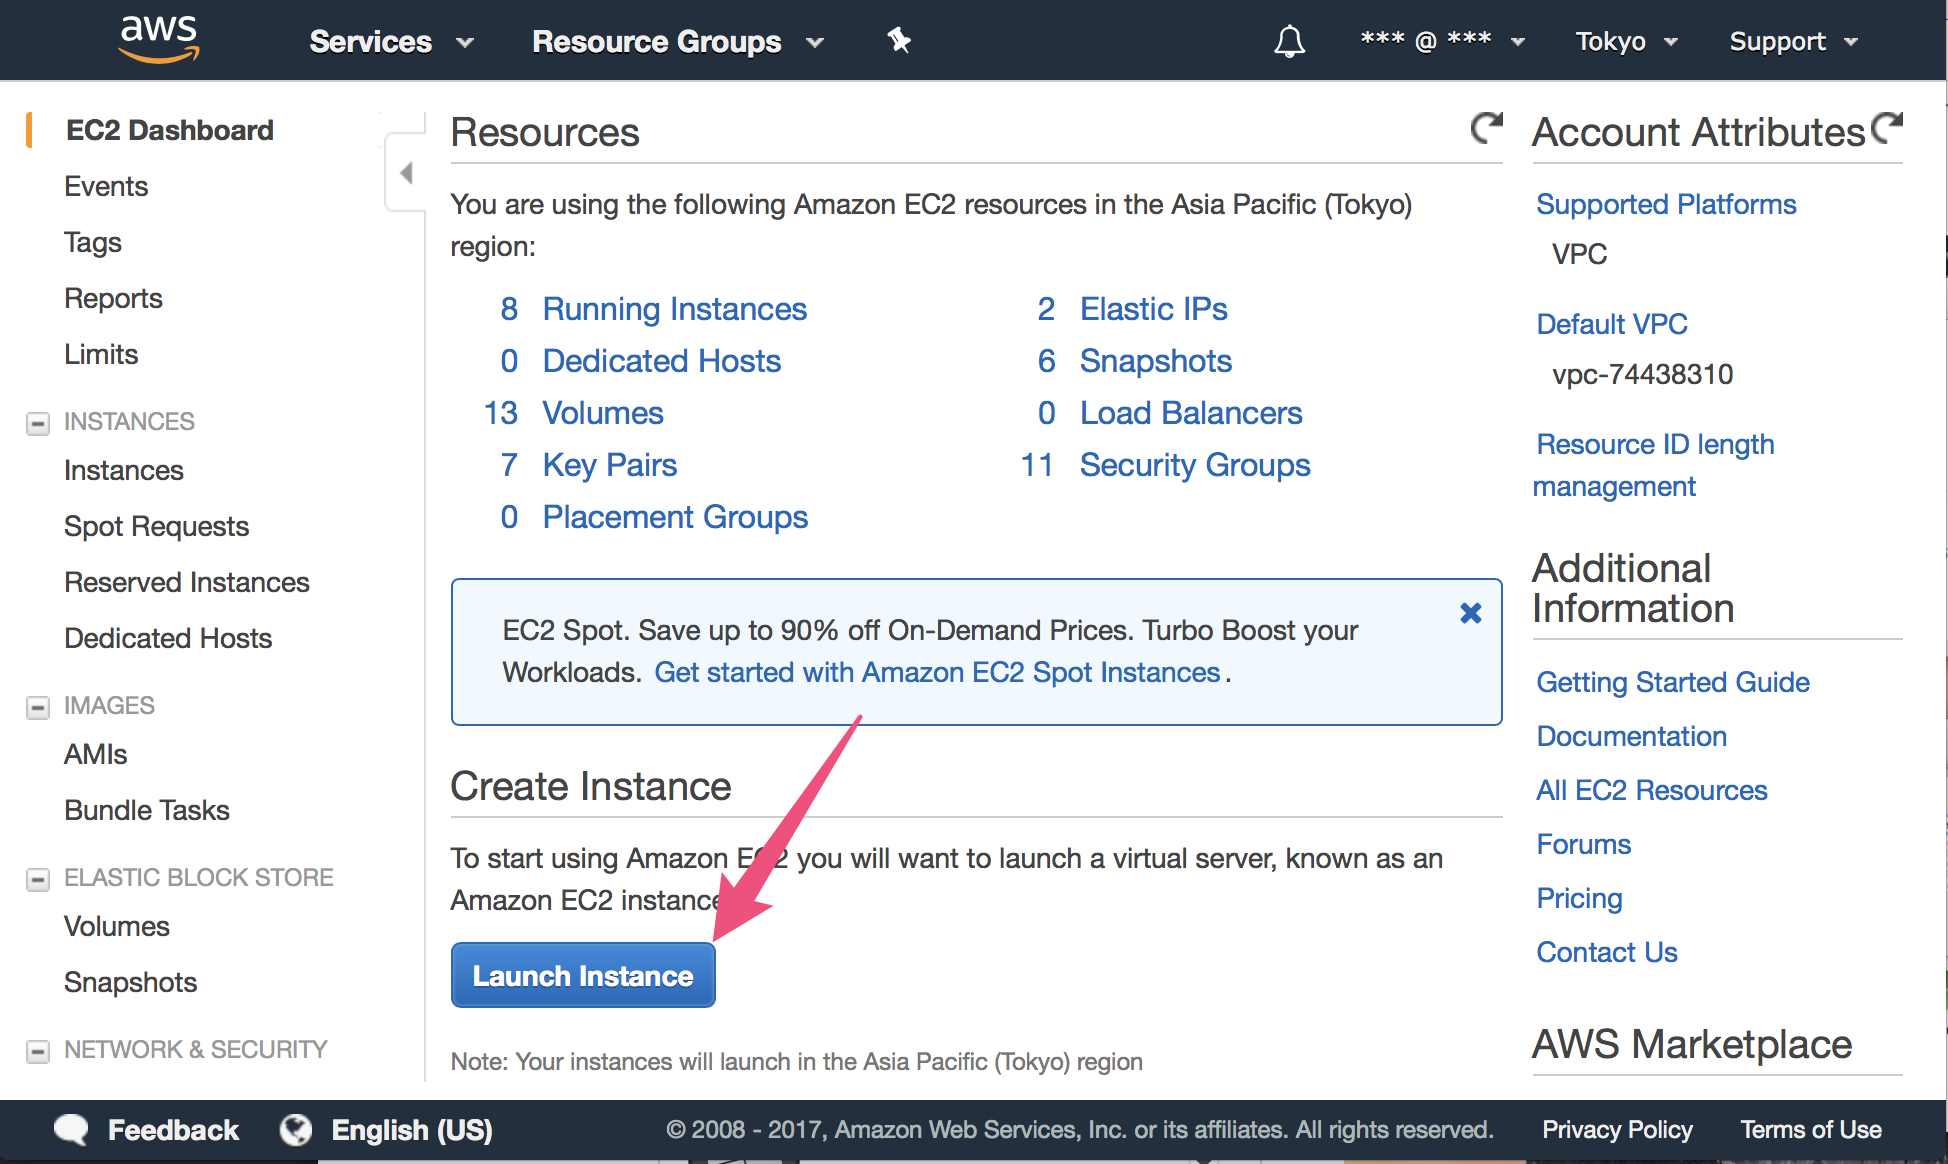 aws Services Resource Groups *** @ *** Tokyo Support
EC2 Dashboard
Events
Tags
Reports
Limits
INSTANCES
Instances
Spot Requests
Reserved Instances
Dedicated Hosts
IMAGES
AMIs
Bundle Tasks
ELASTIC BLOCK STORE
Volumes
Snapshots
NETWORK & SECURITY
Resources
You are using the following Amazon EC2 resources in the Asia Pacific (Tokyo)
region:
8 Running Instances
0 Dedicated Hosts
13 Volumes
7 Key Pairs
0 Placement Groups
2 Elastic IPs
6 Snapshots
0 Load Balancers
11 Security Groups
EC2 Spot. Save up to 90% off On-Demand Prices. Turbo Boost your
Workloads. Get started with Amazon EC2 Spot Instances.
Create Instance
To start using Amazon EC2 you will want to launch a virtual server, known as an
Amazon EC2 instance
Launch Instance
Note: Your instances will launch in the Asia Pacific (Tokyo) region
Account Attributes
Supported Platforms
VPC
Default VPC
vpc-74438310
Resource ID length
management
Additional
Information
Getting Started Guide
Documentation
All EC2 Resources
Forums
Pricing
Contact Us
AWS Marketplace
Feedback English (US) © 2008 - 2017, Amazon Web Services, Inc. or its affiliates. All rights reserved. Privacy Policy Terms of Use